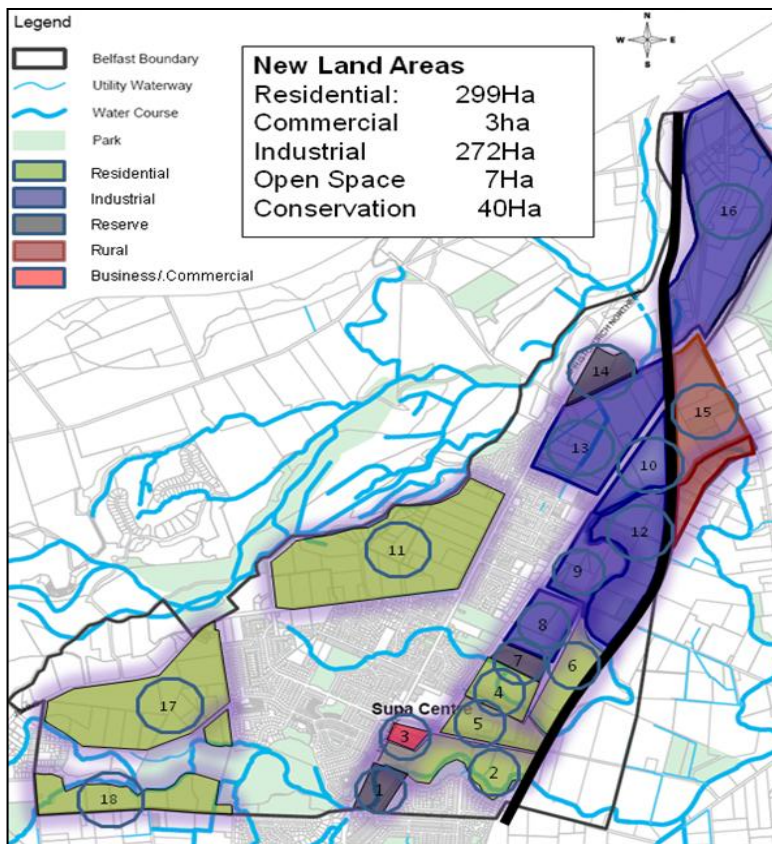 Legend
Belfast Boundary
Utility Waterway
Water Course
Park
Residential
Industrial
Reserve
Rural
Business/.Commercial
New Land Areas
Residential: 299Ha
Commercial 3ha
Industrial 272Ha
Open Space 7Ha
Conservation 40Ha
N
W E
S
16
14
15
13
10
12
11
9
8
7
6
4
17
Supa Centre
5
3
2
1
18